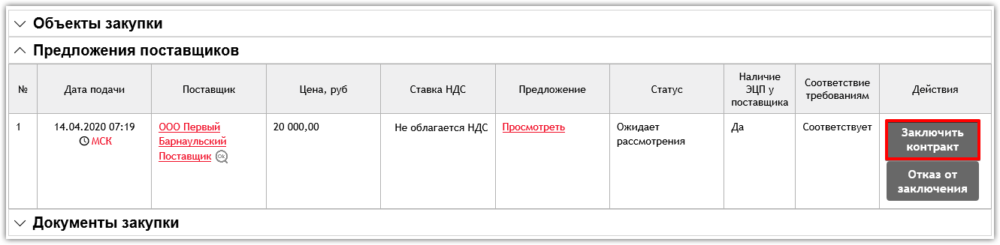 Объекты закупки
Предложения поставщиков
№
Дата подачи
Поставщик
Цена, руб
Ставка НДС
Предложение
Статус
Наличие
ЭЦП у
поставщика
Соответствие
требованиям
Действия
1
14.04.2020 07:19
МСК
ООО Первый
Барнаульский
Поставщик Ok
20 000,00
Не облагается НДС
Просмотреть
Ожидает
рассмотрения
Да
Соответствует
Заключить
контракт
Отказ от
заключения
Документы закупки